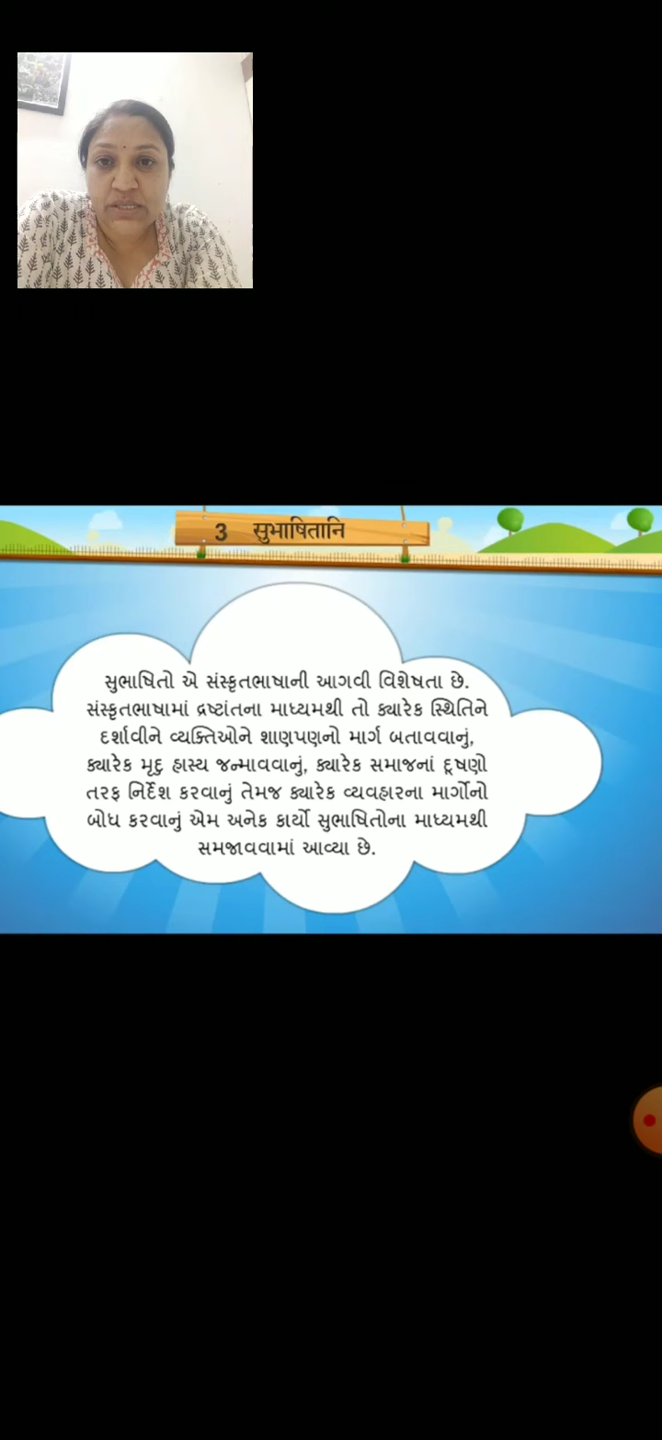 3 सुभाषितानि
સુભાષિતો એ સંસ્કૃતભાષાની આગવી વિશેષતા છે.
સંસ્કૃતભાષામાં દ્રષ્ટાંતના માધ્યમથી તો ક્યારેક સ્થિતિને
દર્શાવીને વ્યક્તિઓને શાણપણનો માર્ગ બતાવવાનું,
ક્યારેક મૃદુ હાસ્ય જન્માવવાનું, ક્યારેક સમાજનાં દૂષણો
તરફ નિર્દેશ કરવાનું તેમજ ક્યારેક વ્યવહારના માર્ગોનો
બોધ કરવાનું એમ અનેક કાર્યો સુભાષિતોના માધ્યમથી
સમજાવવામાં આવ્યા છે.